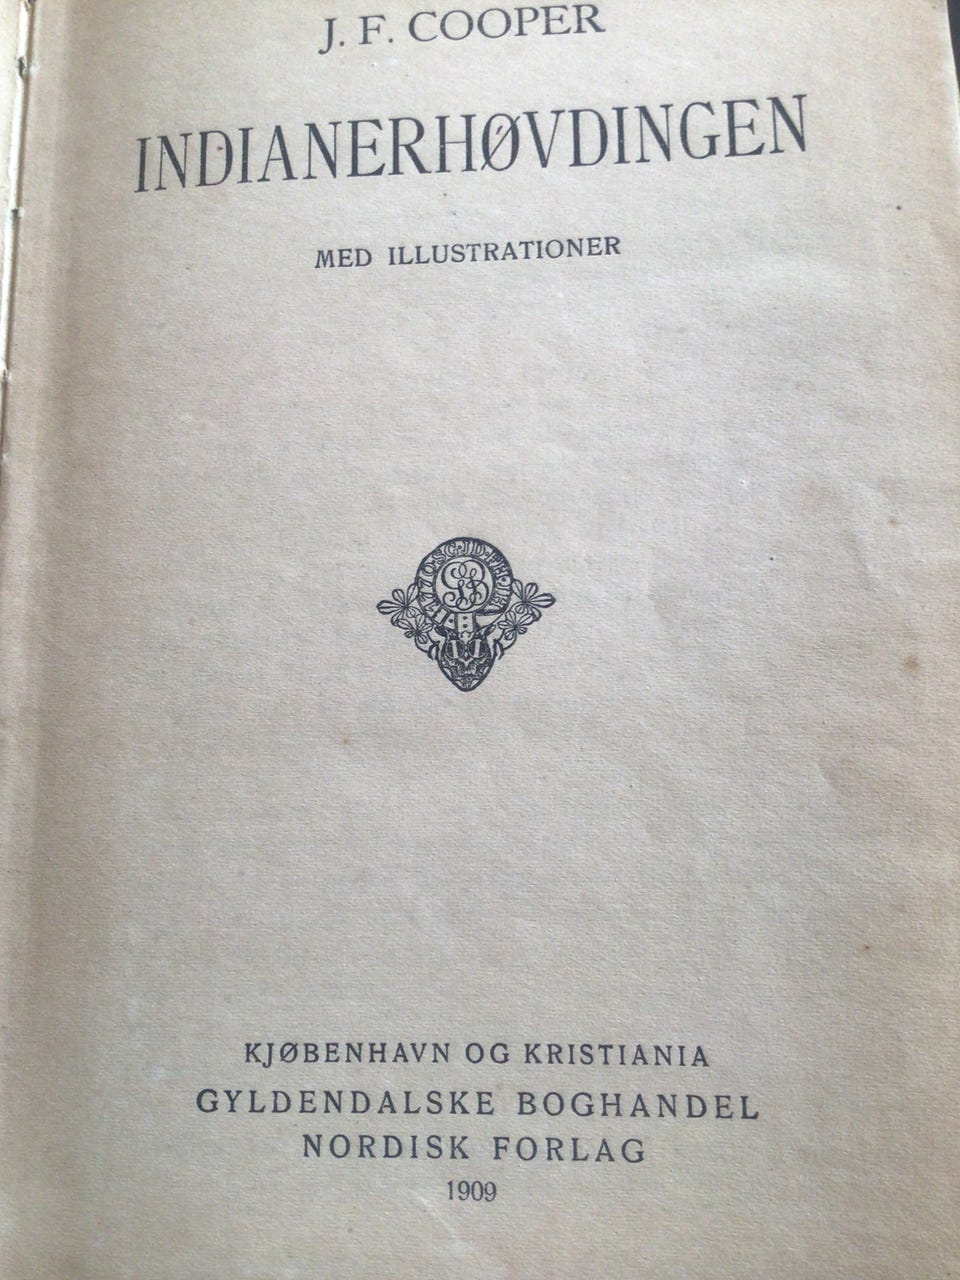 J. F. COOPER
INDIANERHØVDINGEN
MED ILLUSTRATIONER
KJØBENHAVN OG KRISTIANIA
GYLDENDALSKE BOGHANDEL
NORDISK FORLAG
1909